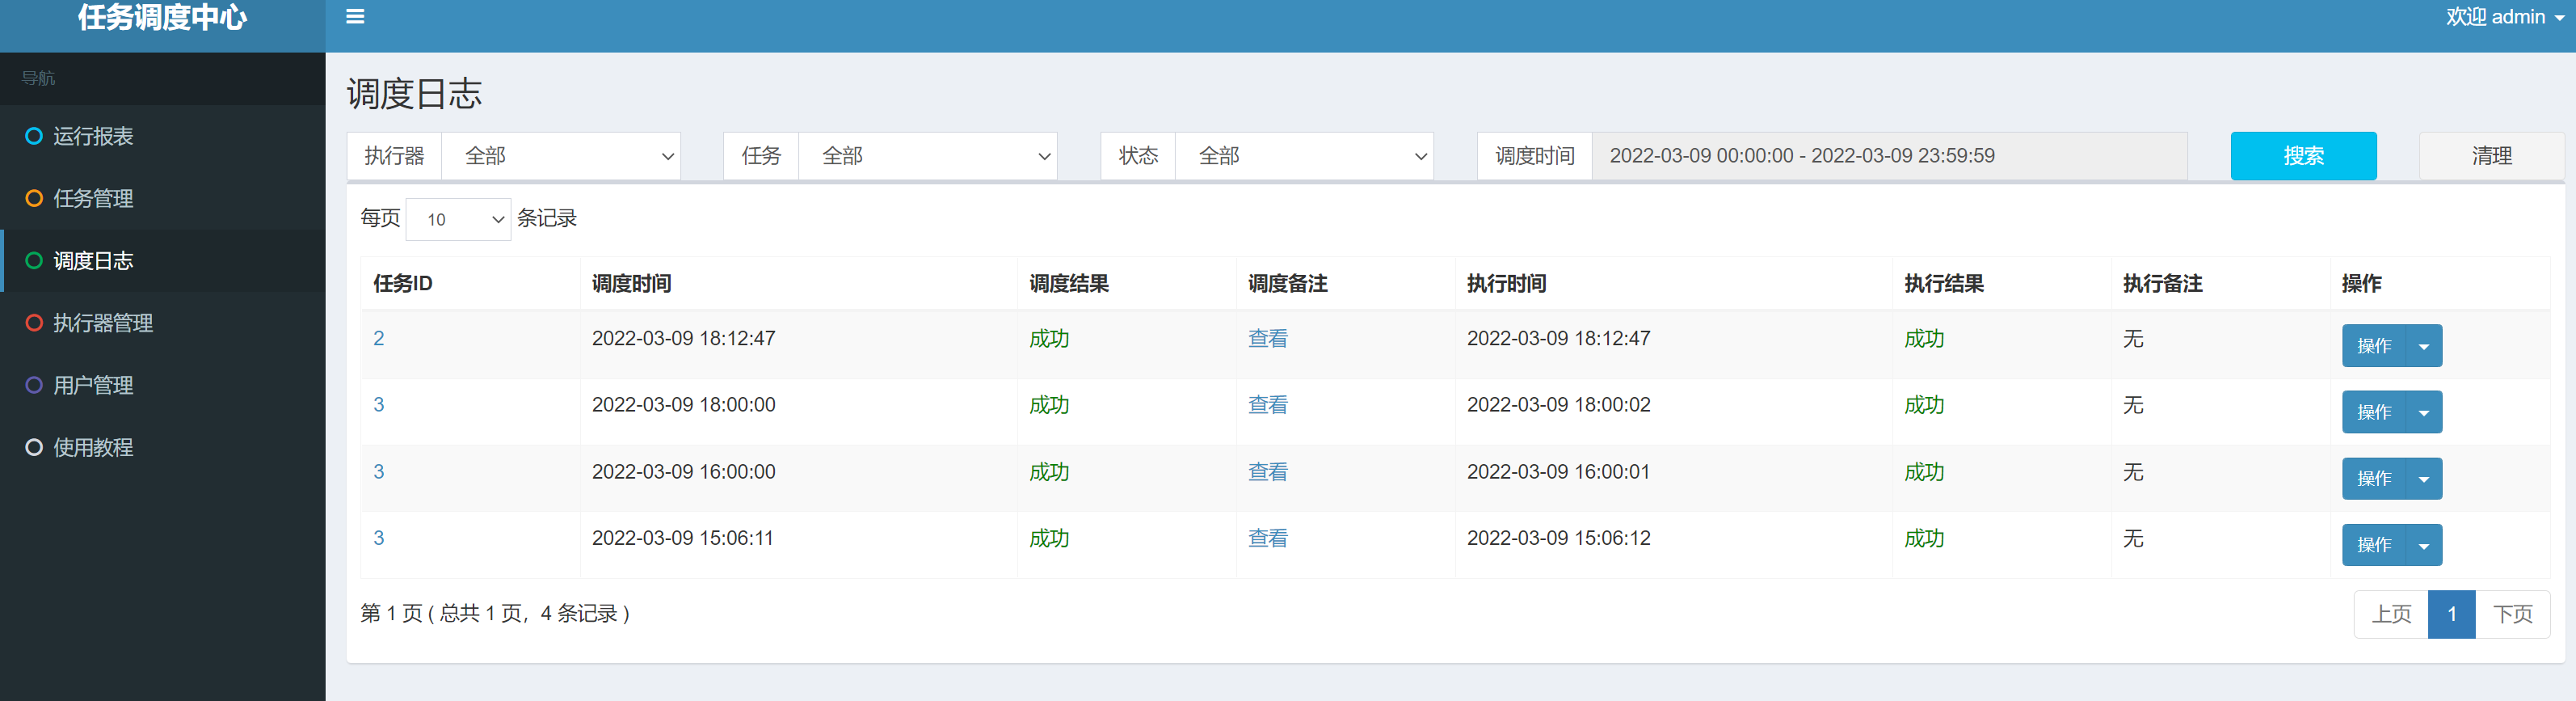 任务调度中心
欢迎 admin
导航
运行报表
任务管理
调度日志
执行器管理
用户管理
使用教程
调度日志
执行器 全部 任务 全部 状态 全部 调度时间 2022-03-09 00:00:00 - 2022-03-09 23:59:59 搜索 清理
每页 10 条记录
任务ID 调度时间 调度结果 调度备注 执行时间 执行结果 执行备注 操作
2 2022-03-09 18:12:47 成功 查看 2022-03-09 18:12:47 成功 无 操作
3 2022-03-09 18:00:00 成功 查看 2022-03-09 18:00:02 成功 无 操作
3 2022-03-09 16:00:00 成功 查看 2022-03-09 16:00:01 成功 无 操作
3 2022-03-09 15:06:11 成功 查看 2022-03-09 15:06:12 成功 无 操作
第 1 页 ( 总共 1 页，4 条记录 ) 上页 1 下页